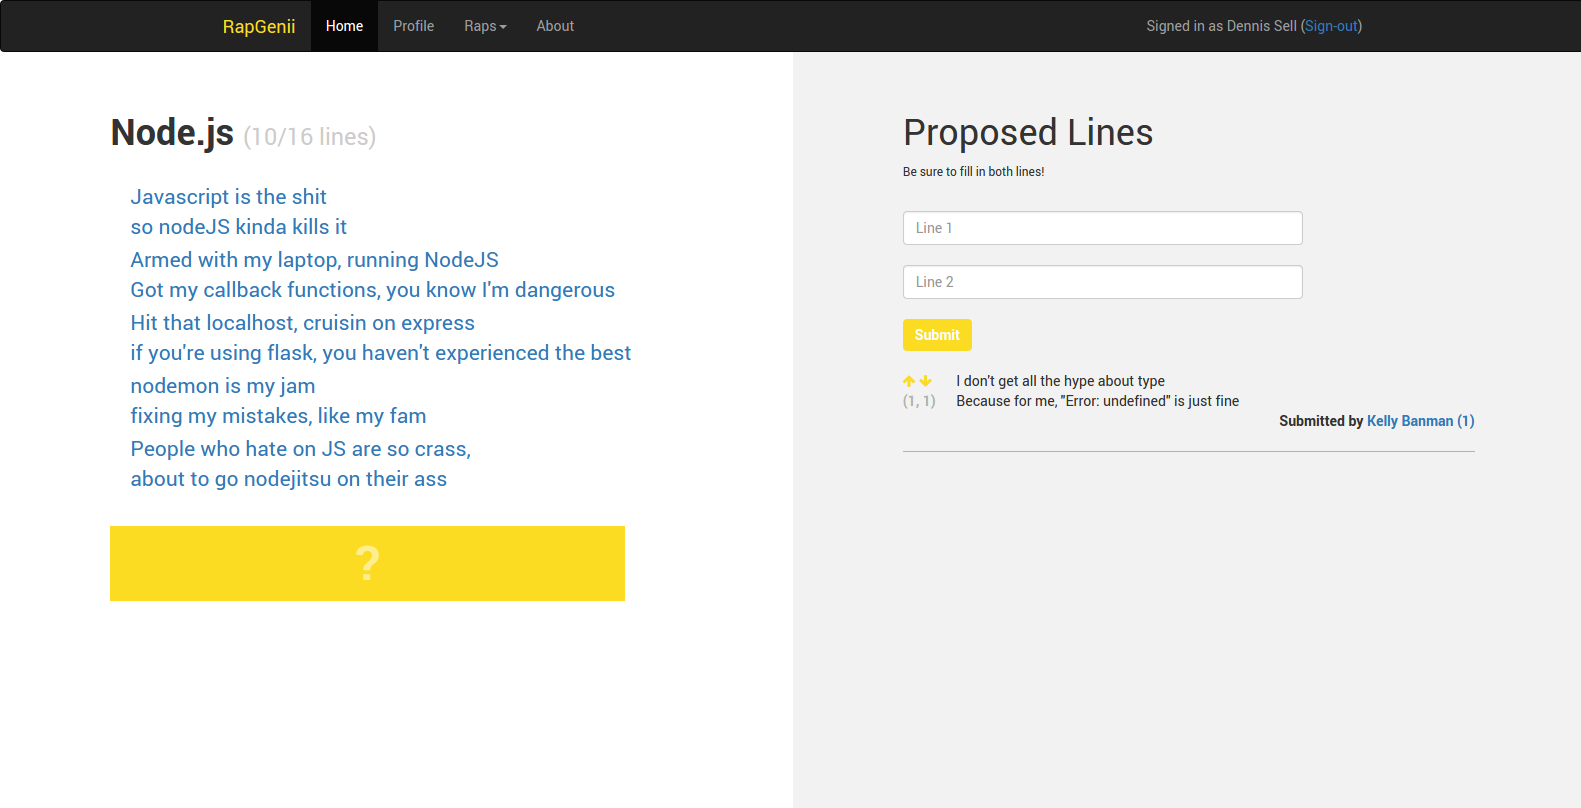 RapGenii Home Profile Raps About Signed in as Dennis Sell (Sign-out)
Node.js (10/16 lines)
Javascript is the shit
so nodeJS kinda kills it
Armed with my laptop, running NodeJS
Got my callback functions, you know I'm dangerous
Hit that localhost, cruisin on express
if you're using flask, you haven't experienced the best
nodemon is my jam
fixing my mistakes, like my fam
People who hate on JS are so crass,
about to go nodejitsu on their ass
?
Proposed Lines
Be sure to fill in both lines!
Line 1
Line 2
Submit
I don't get all the hype about type
(1, 1) Because for me, "Error: undefined" is just fine
Submitted by Kelly Banman (1)